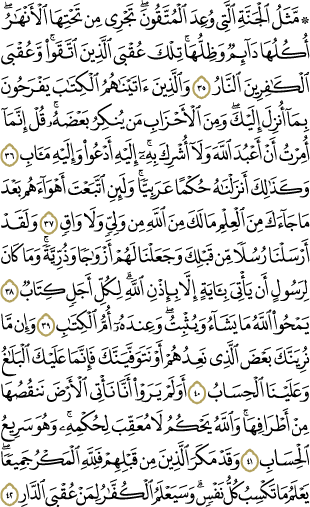 ۞ مَّثَلُ ٱلْجَنَّةِ ٱلَّتِى وُعِدَ ٱلْمُتَّقُونَ ۖ تَجْرِى مِن تَحْتِهَا ٱلْأَنْهَٰرُ ۖ
أُكُلُهَا دَآئِمٌ وَظِلُّهَا ۚ تِلْكَ عُقْبَى ٱلَّذِينَ ٱتَّقَوا۟ ۖ وَّعُقْبَى
ٱلْكَٰفِرِينَ ٱلنَّارُ ٣٥ وَٱلَّذِينَ ءَاتَيْنَٰهُمُ ٱلْكِتَٰبَ يَفْرَحُونَ
بِمَآ أُنزِلَ إِلَيْكَ ۖ وَمِنَ ٱلْأَحْزَابِ مَن يُنكِرُ بَعْضَهُۥ ۚ قُلْ إِنَّمَآ
أُمِرْتُ أَنْ أَعْبُدَ ٱللَّهَ وَلَآ أُشْرِكَ بِهِۦٓ ۚ إِلَيْهِ أَدْعُوا۟ وَإِلَيْهِ مَـَٔابِ ٣٦
وَكَذَٰلِكَ أَنزَلْنَٰهُ حُكْمًا عَرَبِيًّا ۚ وَلَئِنِ ٱتَّبَعْتَ أَهْوَآءَهُم بَعْدَ
مَا جَآءَكَ مِنَ ٱلْعِلْمِ مَا لَكَ مِنَ ٱللَّهِ مِن وَلِىٍّ وَلَا وَاقٍ ٣٧ وَلَقَدْ
أَرْسَلْنَا رُسُلًا مِّن قَبْلِكَ وَجَعَلْنَا لَهُمْ أَزْوَٰجًا وَذُرِّيَّةً ۚ وَمَا كَانَ
لِرَسُولٍ أَن يَأْتِىَ بِـَٔايَةٍ إِلَّا بِإِذْنِ ٱللَّهِ ۗ لِكُلِّ أَجَلٍ كِتَابٌ ٣٨
يَمْحُوا۟ ٱللَّهُ مَا يَشَآءُ وَيُثْبِتُ ۖ وَعِندَهُۥٓ أُمُّ ٱلْكِتَٰبِ ٣٩ وَإِن مَّا
نُرِيَنَّكَ بَعْضَ ٱلَّذِى نَعِدُهُمْ أَوْ نَتَوَفَّيَنَّكَ فَإِنَّمَا عَلَيْكَ ٱلْبَلَٰغُ
وَعَلَيْنَا ٱلْحِسَابُ ٤٠ أَوَلَمْ يَرَوْا۟ أَنَّا نَأْتِى ٱلْأَرْضَ نَنقُصُهَا
مِنْ أَطْرَافِهَا ۚ وَٱللَّهُ يَحْكُمُ لَا مُعَقِّبَ لِحُكْمِهِۦ ۚ وَهُوَ سَرِيعُ
ٱلْحِسَابِ ٤١ وَقَدْ مَكَرَ ٱلَّذِينَ مِن قَبْلِهِمْ فَلِلَّهِ ٱلْمَكْرُ جَمِيعًا ۖ
يَعْلَمُ مَا تَكْسِبُ كُلُّ نَفْسٍ ۗ وَسَيَعْلَمُ ٱلْكُفَّٰرُ لِمَنْ عُقْبَى ٱلدَّارِ ٤٢